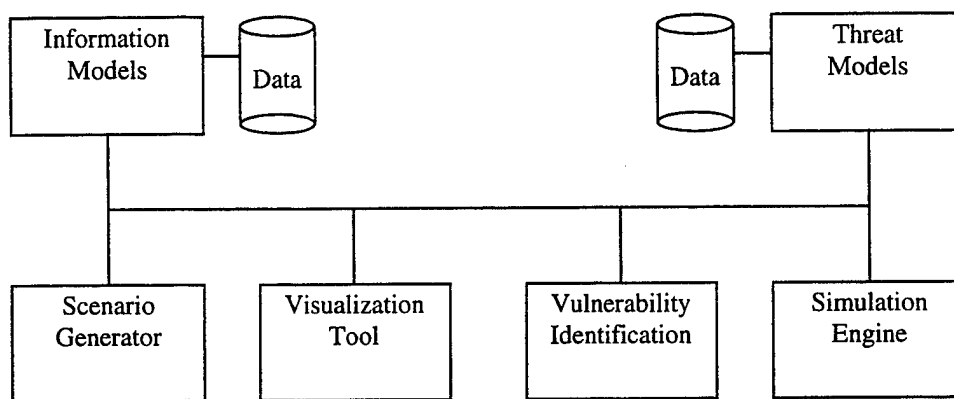 Information
Models
Data
Data
Threat
Models
Scenario
Generator
Visualization
Tool
Vulnerability
Identification
Simulation
Engine